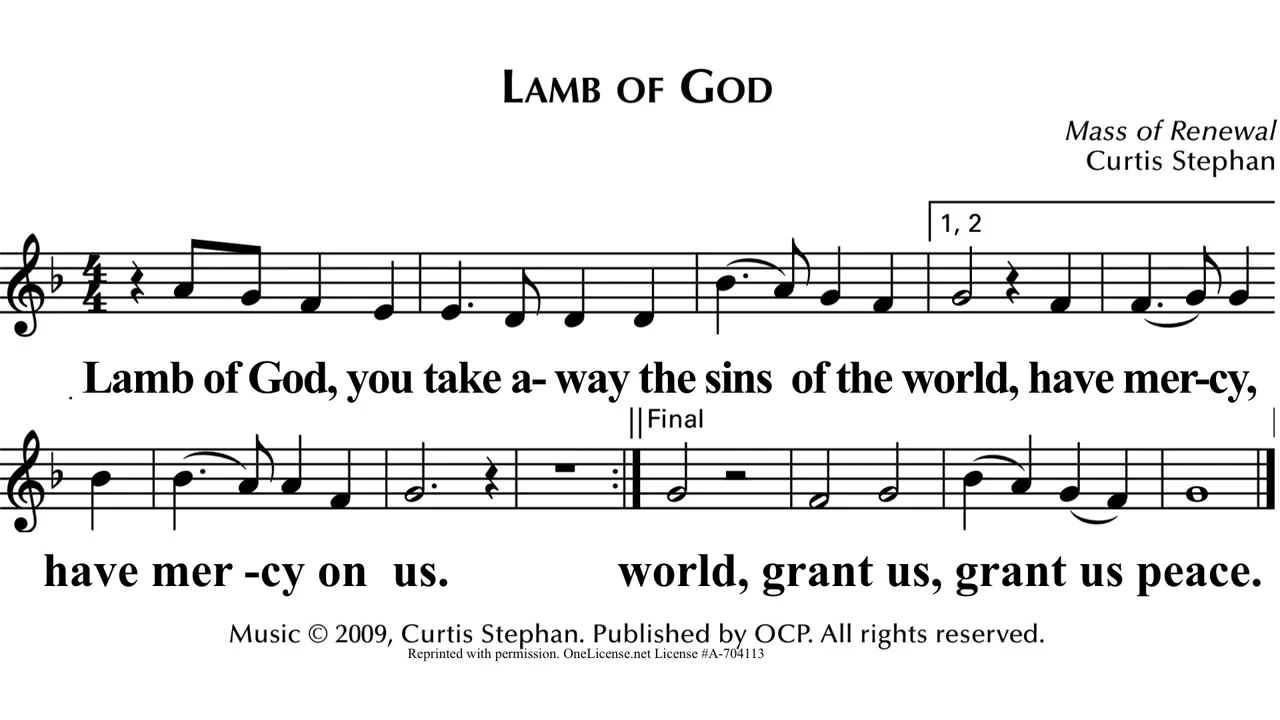 LAMB OF GOD
Mass of Renewal
Curtis Stephan
1, 2
4
4
. Lamb of God, you take a- way the sins of the world, have mer-cy,
Final
have mer -cy on us. world, grant us, grant us peace.
Music © 2009, Curtis Stephan. Published by OCP. All rights reserved.
Reprinted with permission. OneLicense.net License #A-704113